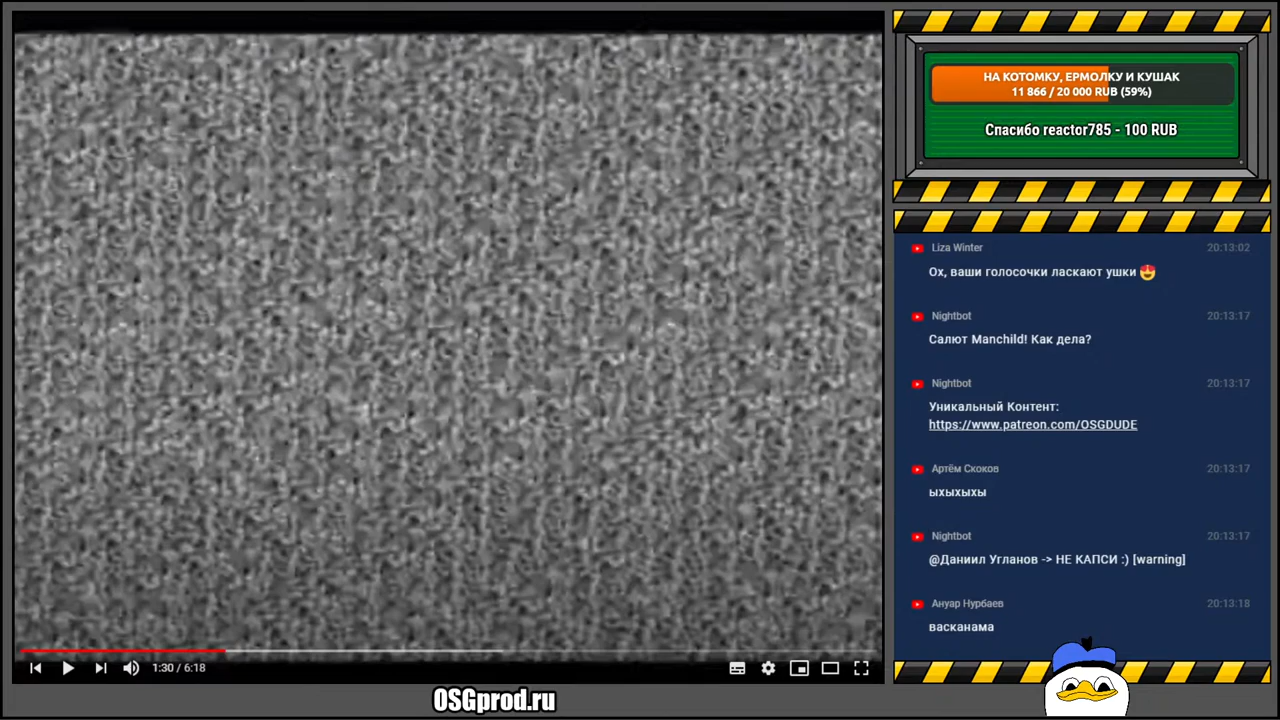 НА КОТОМКУ, ЕРМОЛКУ И КУШАК
11 866 / 20 000 RUB (59%)
Спасибо reactor785 - 100 RUB
Liza Winter 20:13:02
Ох, ваши голосочки ласкают ушки 😍
Nightbot 20:13:17
Салют Manchild! Как дела?
Nightbot 20:13:17
Уникальный Контент:
https://www.patreon.com/OSGDUDE
Артём Скоков 20:13:17
ыхыхыхы
Nightbot 20:13:17
@Даниил Угланов -> НЕ КАПСИ :) [warning]
Ануар Нурбаев 20:13:18
васканама
1:30 / 6:18
OSGprod.ru